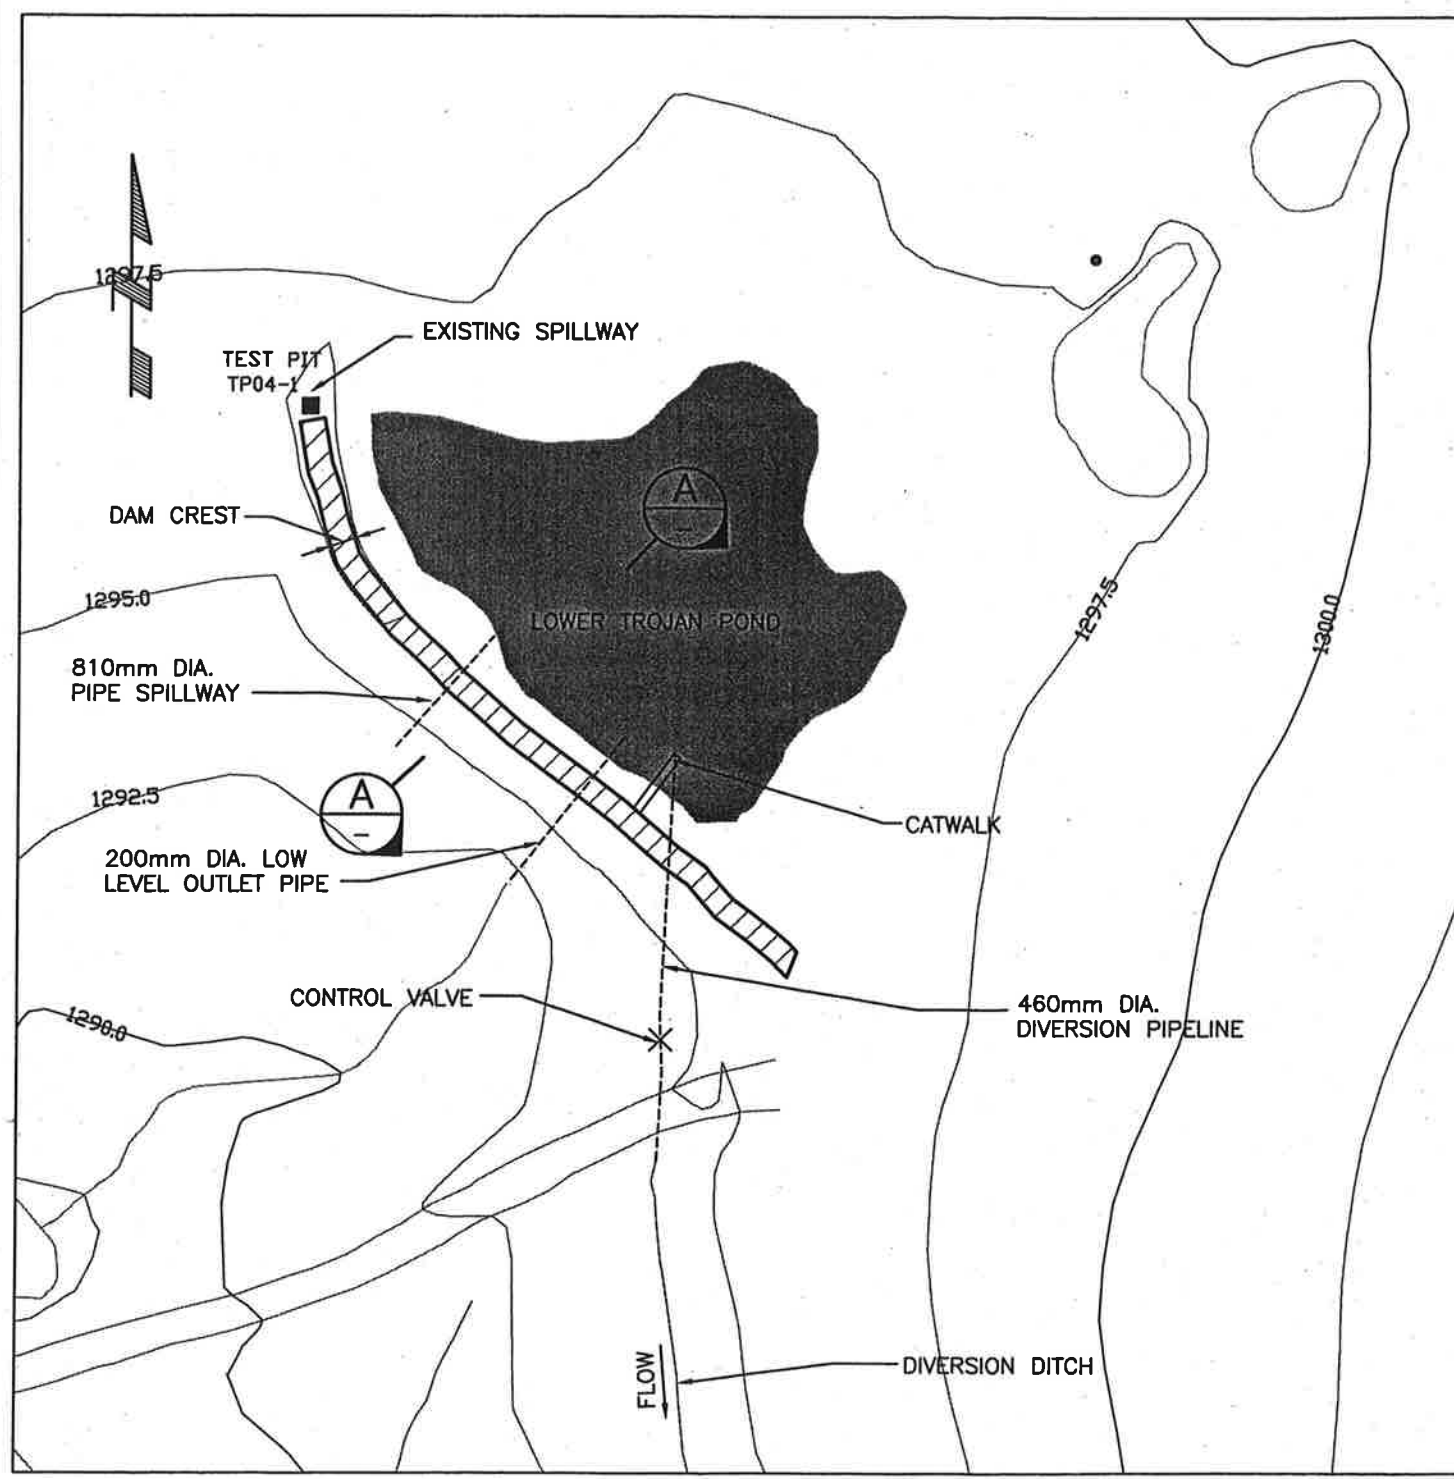 1297.5
EXISTING SPILLWAY
TEST PIT
TP04-1
DAM CREST
A
–
1295.0
LOWER TROJAN POND
1297.5
1300.0
810mm DIA.
PIPE SPILLWAY
1292.5
A
–
CATWALK
200mm DIA. LOW
LEVEL OUTLET PIPE
CONTROL VALVE
460mm DIA.
DIVERSION PIPELINE
1290.0
FLOW
DIVERSION DITCH